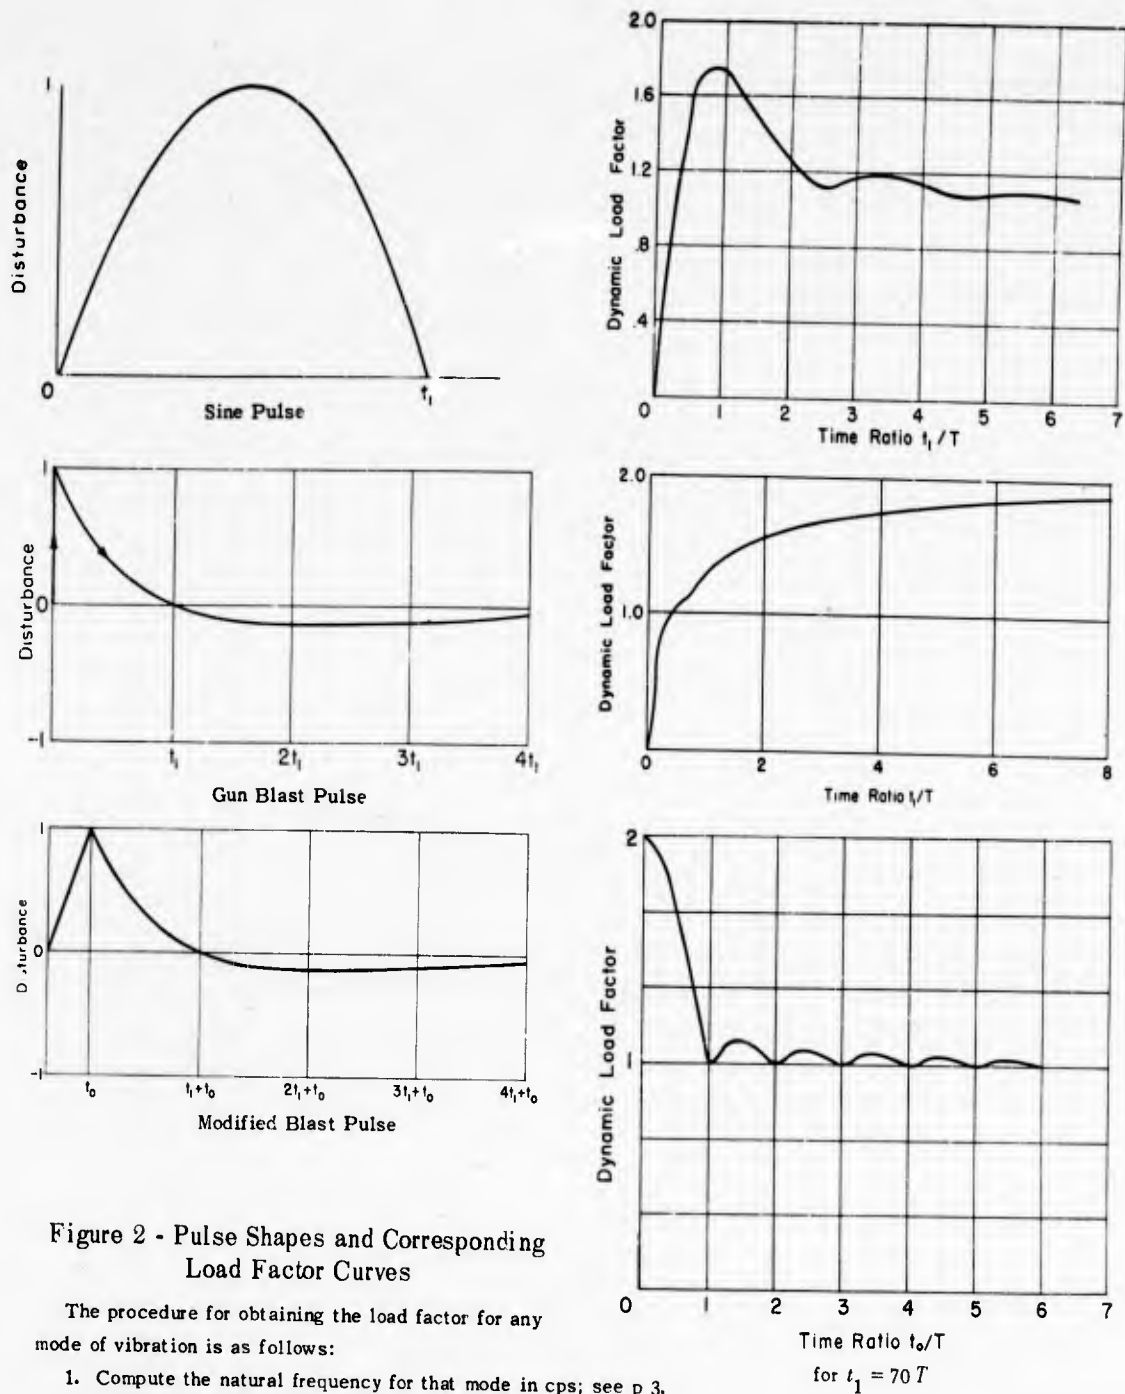 1
Disturbance
0
t₁
Sine Pulse
2.0
1.6
1.2
.8
.4
Dynamic Load Factor
0 1 2 3 4 5 6 7
Time Ratio t₁/T
1
0
-1
Disturbance
t₁ 2t₁ 3t₁ 4t₁
Gun Blast Pulse
2.0
1.0
Dynamic Load Factor
0 2 4 6 8
Time Ratio t₁/T
1
0
-1
D.turbance
t₀ t₁+t₀ 2t₁+t₀ 3t₁+t₀ 4t₁+t₀
Modified Blast Pulse
2
1
Dynamic Load Factor
0 1 2 3 4 5 6 7
Time Ratio t₀/T
for t₁ = 70 T
Figure 2 - Pulse Shapes and Corresponding
Load Factor Curves
The procedure for obtaining the load factor for any
mode of vibration is as follows:
1. Compute the natural frequency for that mode in cps; see p 3.